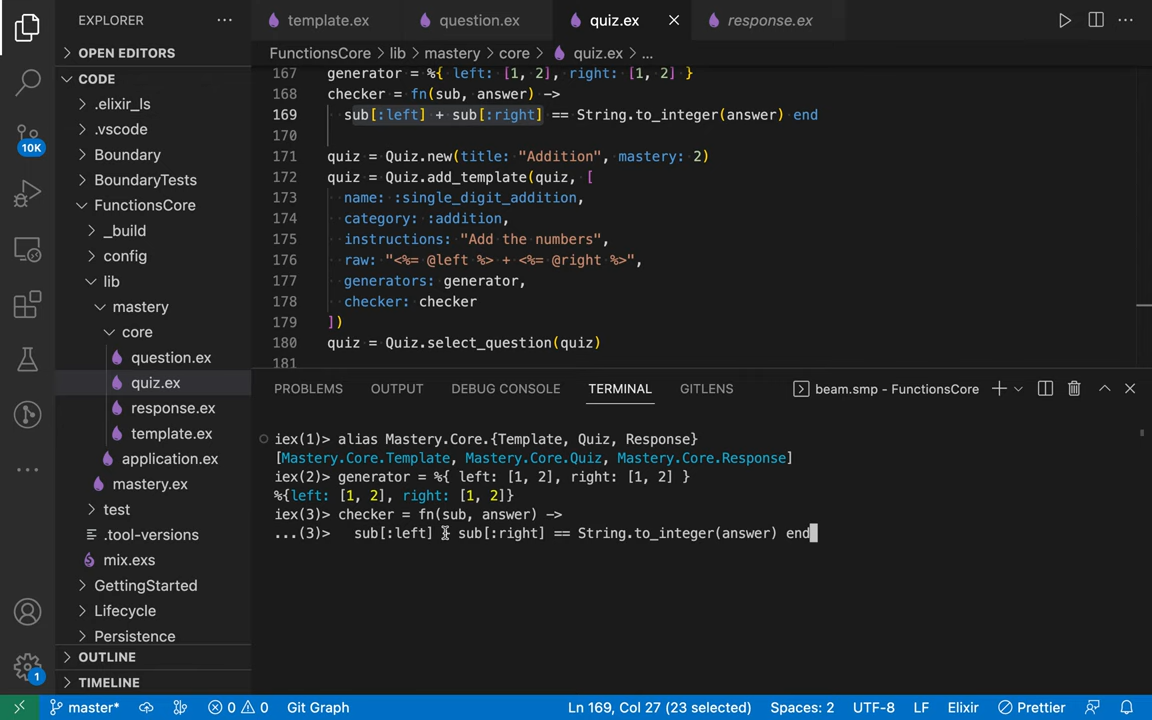 EXPLORER
template.ex
question.ex
quiz.ex
response.ex
OPEN EDITORS
FunctionsCore > lib > mastery > core > quiz.ex > ...
CODE
.elixir_ls
.vscode
Boundary
BoundaryTests
FunctionsCore
_build
config
lib
mastery
core
question.ex
quiz.ex
response.ex
template.ex
application.ex
mastery.ex
test
.tool-versions
mix.exs
GettingStarted
Lifecycle
Persistence
OUTLINE
TIMELINE
10K
1
167 generator = %{ left: [1, 2], right: [1, 2] }
168 checker = fn(sub, answer) ->
169 sub[:left] + sub[:right] == String.to_integer(answer) end
170
171 quiz = Quiz.new(title: "Addition", mastery: 2)
172 quiz = Quiz.add_template(quiz, [
173 name: :single_digit_addition,
174 category: :addition,
175 instructions: "Add the numbers",
176 raw: "<%= @left %> + <%= @right %>",
177 generators: generator,
178 checker: checker
179 ])
180 quiz = Quiz.select_question(quiz)
181
PROBLEMS OUTPUT DEBUG CONSOLE TERMINAL GITLENS
beam.smp - FunctionsCore
iex(1)> alias Mastery.Core.{Template, Quiz, Response}
[Mastery.Core.Template, Mastery.Core.Quiz, Mastery.Core.Response]
iex(2)> generator = %{ left: [1, 2], right: [1, 2] }
%{left: [1, 2], right: [1, 2]}
iex(3)> checker = fn(sub, answer) ->
...(3)> sub[:left] + sub[:right] == String.to_integer(answer) end
master* 0 0 Git Graph Ln 169, Col 27 (23 selected) Spaces: 2 UTF-8 LF Elixir Prettier